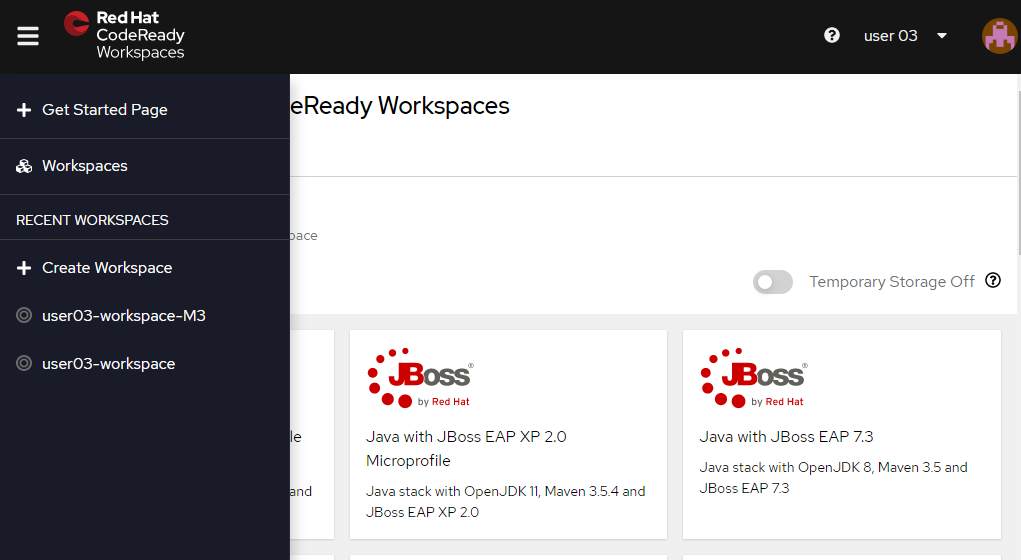 Red Hat
CodeReady
Workspaces
user 03
Get Started Page
Workspaces
RECENT WORKSPACES
Create Workspace
user03-workspace-M3
user03-workspace
eReady Workspaces
pace
Temporary Storage Off
le
and
JBoss®
by Red Hat
Java with JBoss EAP XP 2.0
Microprofile
Java stack with OpenJDK 11, Maven 3.5.4 and
JBoss EAP XP 2.0
JBoss®
by Red Hat
Java with JBoss EAP 7.3
Java stack with OpenJDK 8, Maven 3.5 and
JBoss EAP 7.3